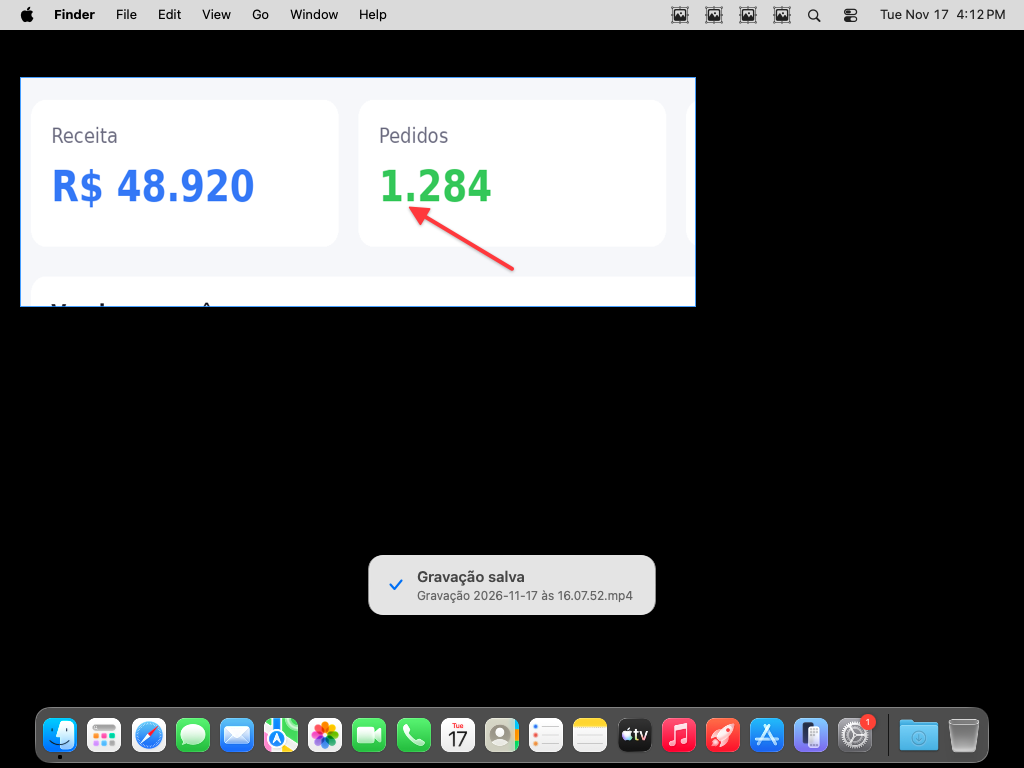 Finder File Edit View Go Window Help Tue Nov 17 4:12 PM
Receita
R$ 48.920
Pedidos
1.284
Gravação salva
Gravação 2026-11-17 às 16.07.52.mp4
Tue
17
tv
1